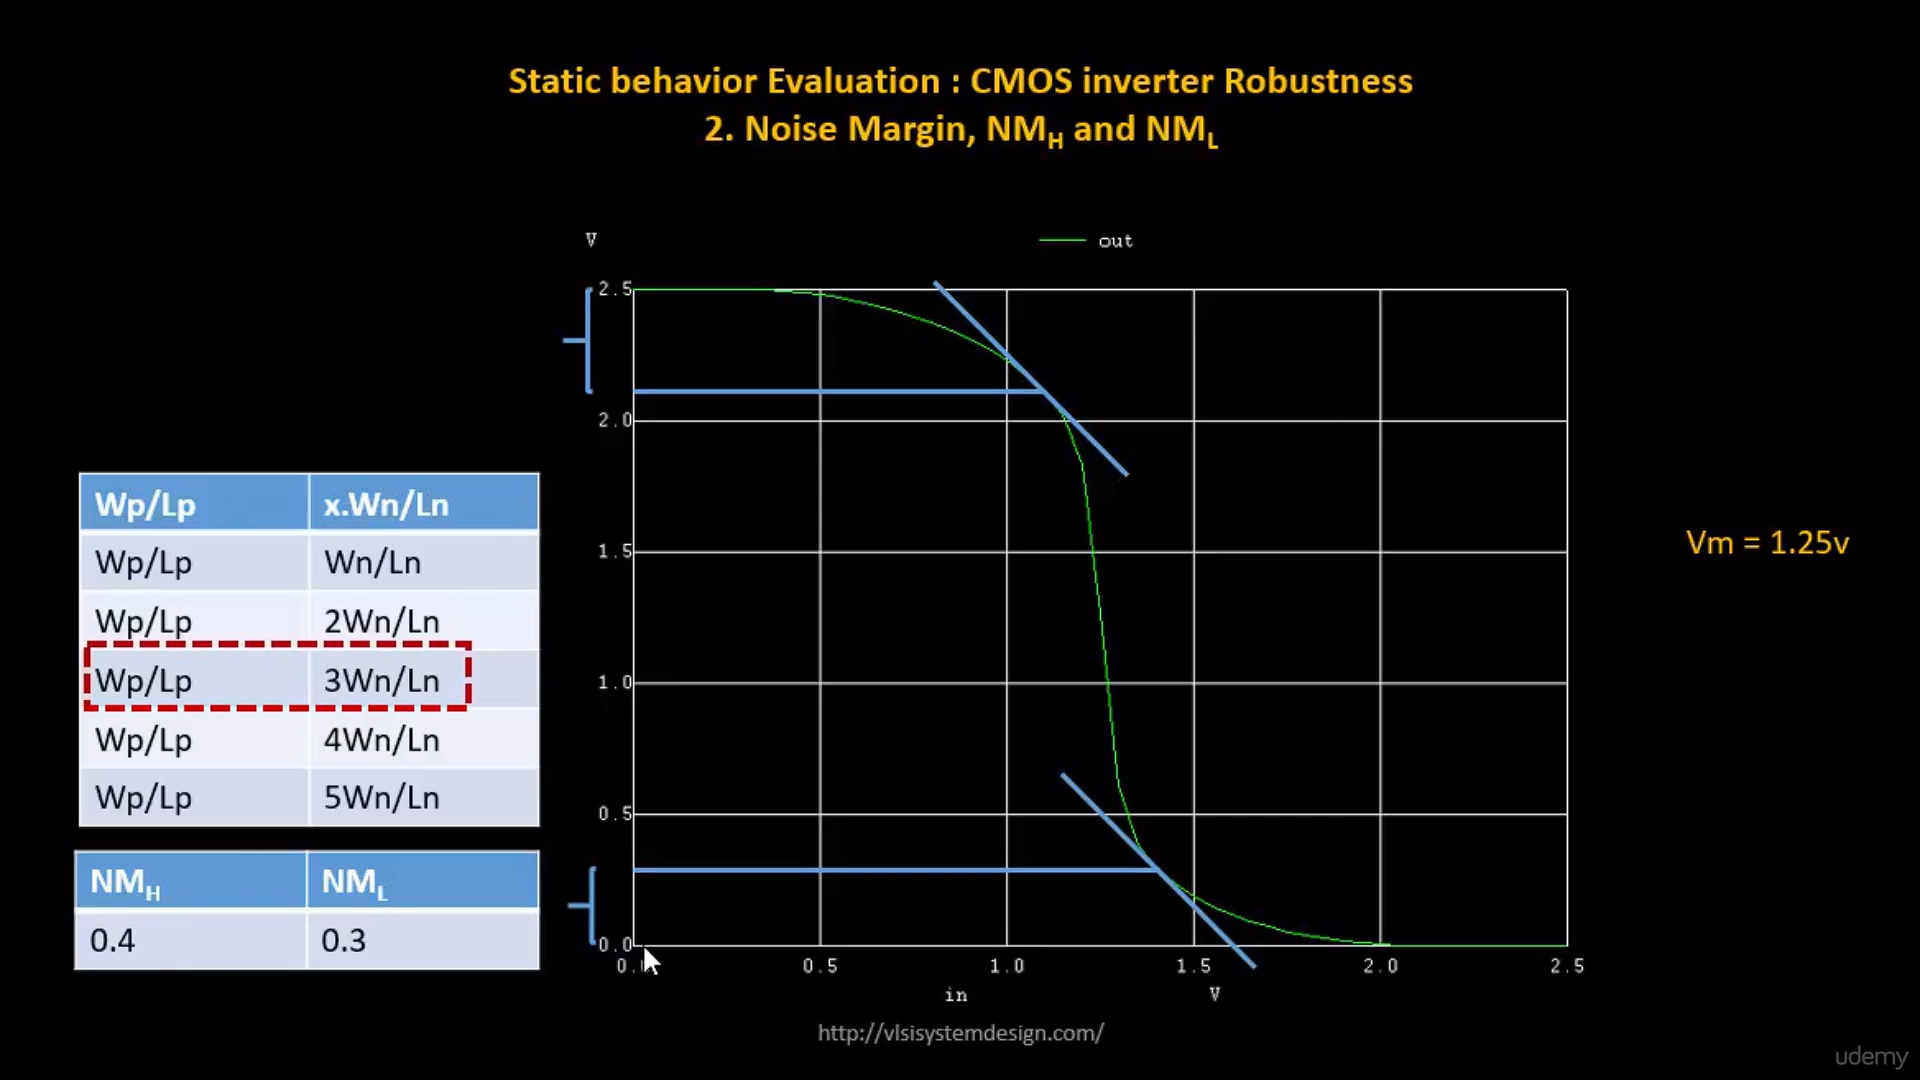 Static behavior Evaluation : CMOS inverter Robustness
2. Noise Margin, NMH and NML
V
out
2.5
2.0
1.5
1.0
0.5
0.0
0.0 0.5 1.0 1.5 2.0 2.5
in V
Wp/Lp x.Wn/Ln
Wp/Lp Wn/Ln
Wp/Lp 2Wn/Ln
Wp/Lp 3Wn/Ln
Wp/Lp 4Wn/Ln
Wp/Lp 5Wn/Ln
NMH NML
0.4 0.3
Vm = 1.25v
http://vlsisystemdesign.com/
udemy